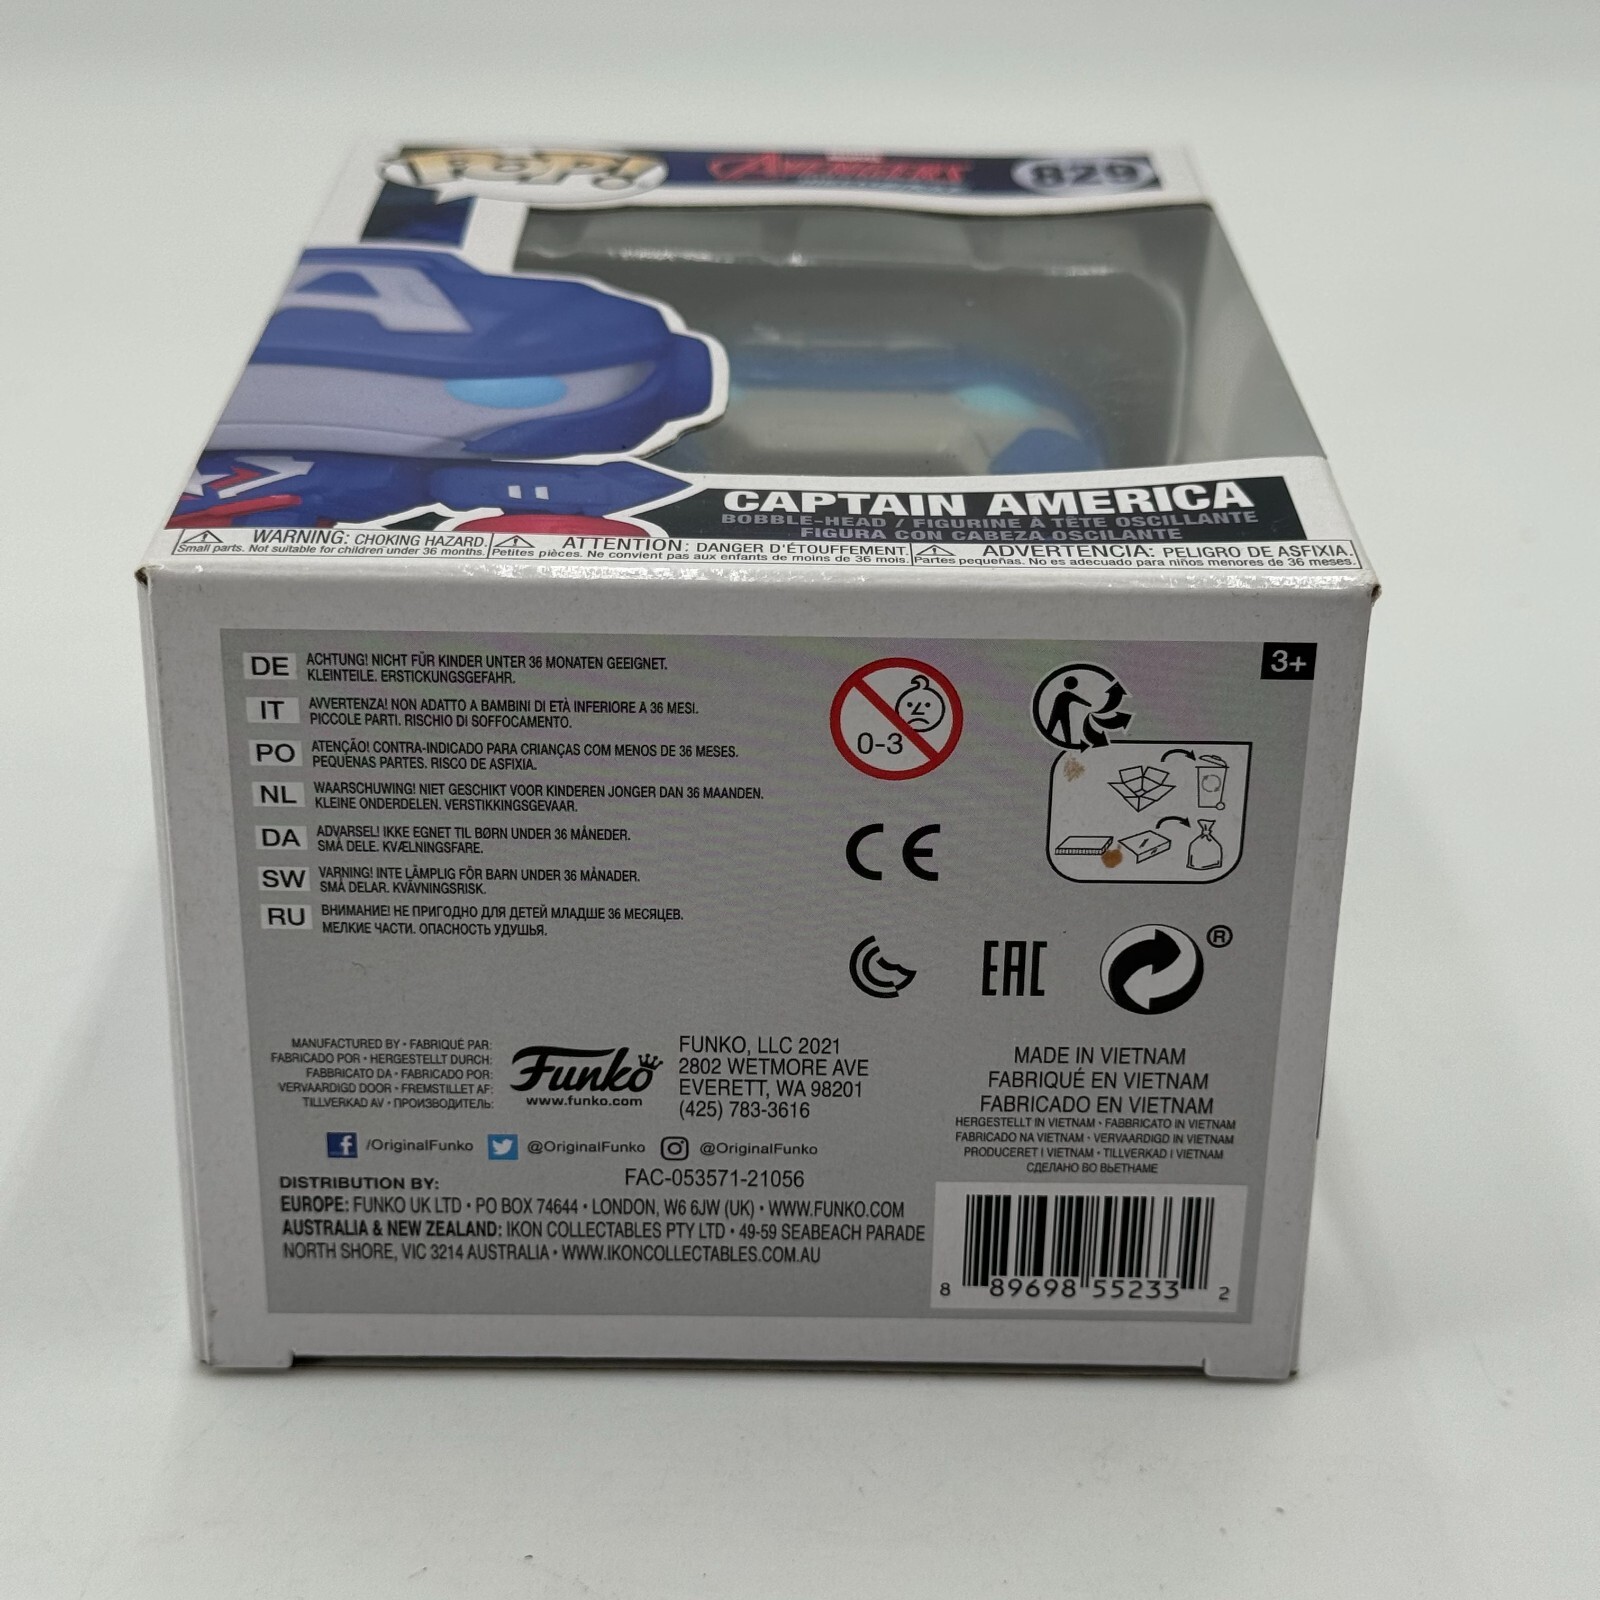 POP!
AVENGERS
829
A
CAPTAIN AMERICA
BOBBLE-HEAD / FIGURINE À TÊTE OSCILLANTE
FIGURA CON CABEZA OSCILANTE
WARNING: CHOKING HAZARD.
Small parts. Not suitable for children under 36 months.
ATTENTION: DANGER D'ÉTOUFFEMENT.
Petites pièces. Ne convient pas aux enfants de moins de 36 mois.
ADVERTENCIA: PELIGRO DE ASFIXIA.
Partes pequeñas. No es adecuado para niños menores de 36 meses.
3+
DE ACHTUNG! NICHT FÜR KINDER UNTER 36 MONATEN GEEIGNET.
KLEINTEILE. ERSTICKUNGSGEFAHR.
IT AVVERTENZA! NON ADATTO A BAMBINI DI ETÀ INFERIORE A 36 MESI.
PICCOLE PARTI. RISCHIO DI SOFFOCAMENTO.
PO ATENÇÃO! CONTRA-INDICADO PARA CRIANÇAS COM MENOS DE 36 MESES.
PEQUENAS PARTES. RISCO DE ASFIXIA.
NL WAARSCHUWING! NIET GESCHIKT VOOR KINDEREN JONGER DAN 36 MAANDEN.
KLEINE ONDERDELEN. VERSTIKKINGSGEVAAR.
DA ADVARSEL! IKKE EGNET TIL BØRN UNDER 36 MÅNEDER.
SMÅ DELE. KVÆLNINGSFARE.
SW VARNING! INTE LÄMPLIG FÖR BARN UNDER 36 MÅNADER.
SMÅ DELAR. KVÄVNINGSRISK.
RU ВНИМАНИЕ! НЕ ПРИГОДНО ДЛЯ ДЕТЕЙ МЛАДШЕ 36 МЕСЯЦЕВ.
МЕЛКИЕ ЧАСТИ. ОПАСНОСТЬ УДУШЬЯ.
0-3
CE
EAC
®
MANUFACTURED BY • FABRIQUÉ PAR:
FABRICADO POR • HERGESTELLT DURCH:
FABBRICATO DA • FABRICADO POR:
VERVAARDIGD DOOR • FREMSTILLET AF:
TILLVERKAD AV • ПРОИЗВОДИТЕЛЬ:
Funko
www.funko.com
FUNKO, LLC 2021
2802 WETMORE AVE
EVERETT, WA 98201
(425) 783-3616
/OriginalFunko @OriginalFunko @OriginalFunko
FAC-053571-21056
DISTRIBUTION BY:
EUROPE: FUNKO UK LTD • PO BOX 74644 • LONDON, W6 6JW (UK) • WWW.FUNKO.COM
AUSTRALIA & NEW ZEALAND: IKON COLLECTABLES PTY LTD • 49-59 SEABEACH PARADE
NORTH SHORE, VIC 3214 AUSTRALIA • WWW.IKONCOLLECTABLES.COM.AU
MADE IN VIETNAM
FABRIQUÉ EN VIETNAM
FABRICADO EN VIETNAM
HERGESTELLT IN VIETNAM • FABBRICATO IN VIETNAM
FABRICADO NA VIETNAM • VERVAARDIGD IN VIETNAM
PRODUCERET I VIETNAM • TILLVERKAD I VIETNAM
СДЕЛАНО ВО ВЬЕТНАМЕ
8 89698 55233 2